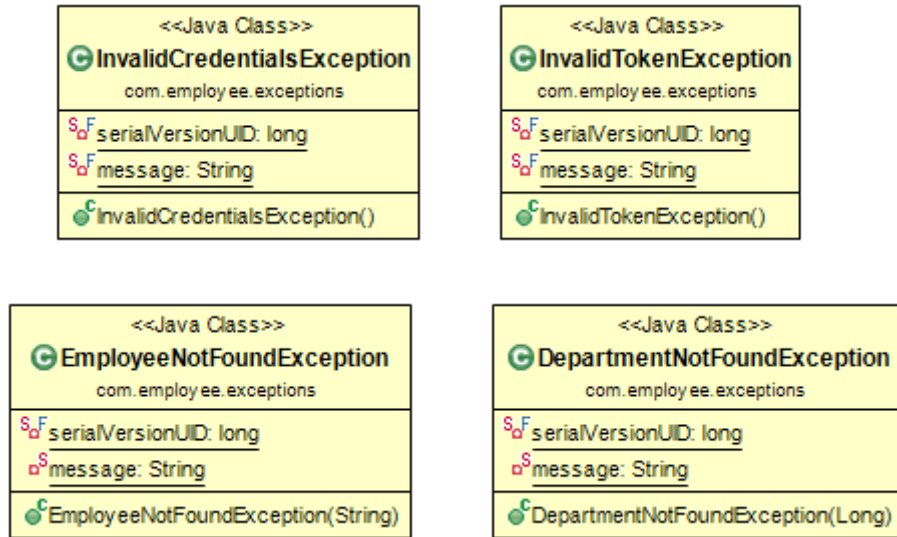 <<Java Class>>
InvalidCredentialsException
com.employee.exceptions
serialVersionUID: long
message: String
InvalidCredentialsException()
<<Java Class>>
InvalidTokenException
com.employee.exceptions
serialVersionUID: long
message: String
InvalidTokenException()
<<Java Class>>
EmployeeNotFoundException
com.employee.exceptions
serialVersionUID: long
message: String
EmployeeNotFoundException(String)
<<Java Class>>
DepartmentNotFoundException
com.employee.exceptions
serialVersionUID: long
message: String
DepartmentNotFoundException(Long)